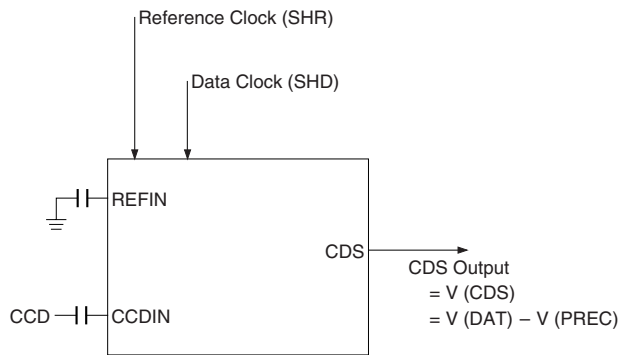 Reference Clock (SHR)
Data Clock (SHD)
REFIN
CDS
CDS Output
= V (CDS)
= V (DAT) – V (PREC)
CCD
CCDIN